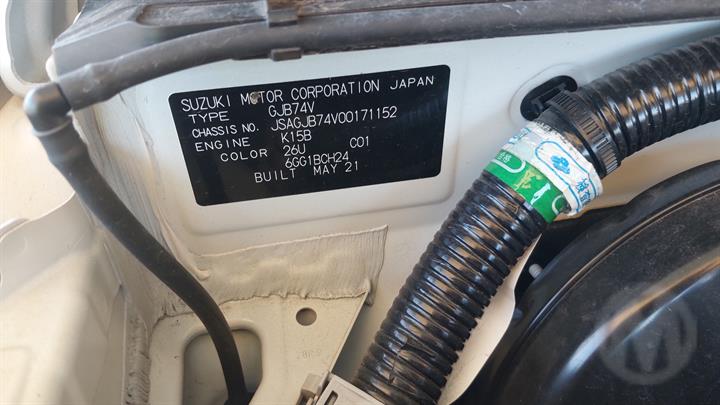 SUZUKI MOTOR CORPORATION JAPAN
TYPE GJB74V
CHASSIS NO. JSAGJB74V00171152
ENGINE K15B
COLOR 26U C01
6GG1BCH24
BUILT MAY 21